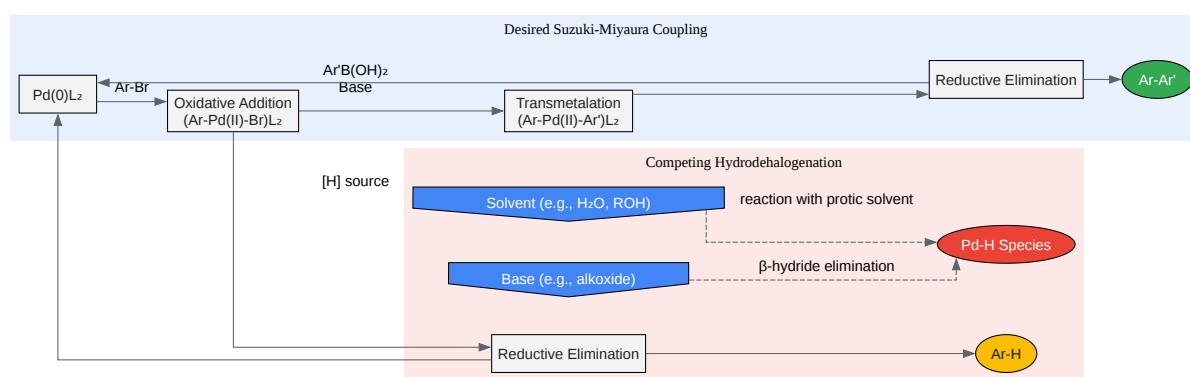 Desired Suzuki-Miyaura Coupling
Pd(0)L₂
Ar-Br
Oxidative Addition
(Ar-Pd(II)-Br)L₂
Ar'B(OH)₂
Base
Transmetalation
(Ar-Pd(II)-Ar')L₂
Reductive Elimination
Ar-Ar'
Competing Hydrodehalogenation
[H] source
Solvent (e.g., H₂O, ROH)
reaction with protic solvent
Pd-H Species
Base (e.g., alkoxide)
β-hydride elimination
Reductive Elimination
Ar-H